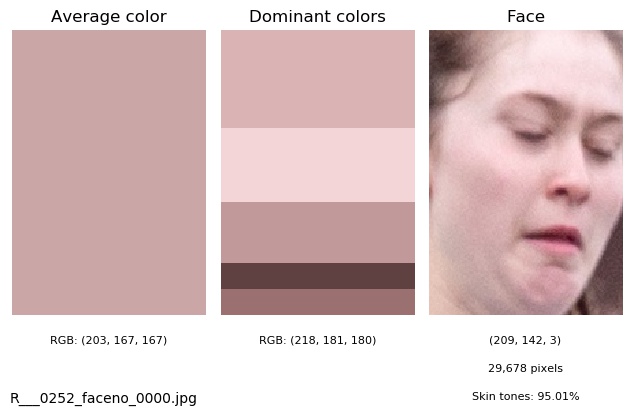 Average color
Dominant colors
Face
RGB: (203, 167, 167)
RGB: (218, 181, 180)
(209, 142, 3)
29,678 pixels
Skin tones: 95.01%
R___0252_faceno_0000.jpg